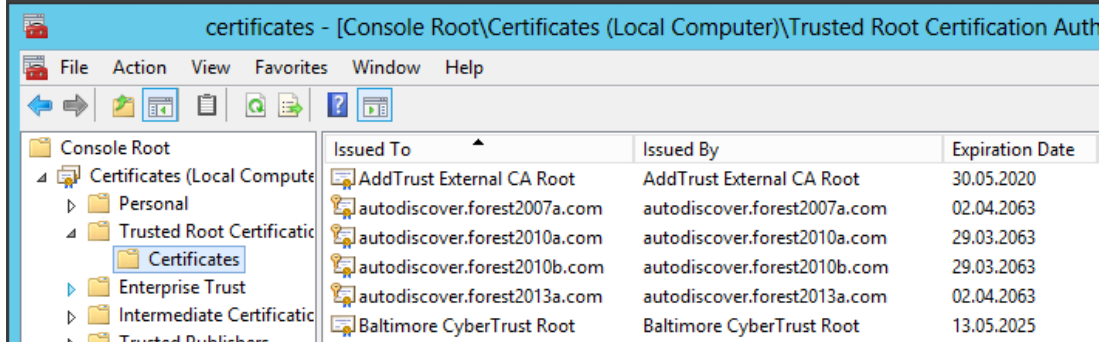 certificates - [Console Root\Certificates (Local Computer)\Trusted Root Certification Auth
File Action View Favorites Window Help
Console Root
Certificates (Local Compute
Personal
Trusted Root Certificatic
Certificates
Enterprise Trust
Intermediate Certificatic
Trusted Publishers
Issued To Issued By Expiration Date
AddTrust External CA Root AddTrust External CA Root 30.05.2020
autodiscover.forest2007a.com autodiscover.forest2007a.com 02.04.2063
autodiscover.forest2010a.com autodiscover.forest2010a.com 29.03.2063
autodiscover.forest2010b.com autodiscover.forest2010b.com 29.03.2063
autodiscover.forest2013a.com autodiscover.forest2013a.com 02.04.2063
Baltimore CyberTrust Root Baltimore CyberTrust Root 13.05.2025